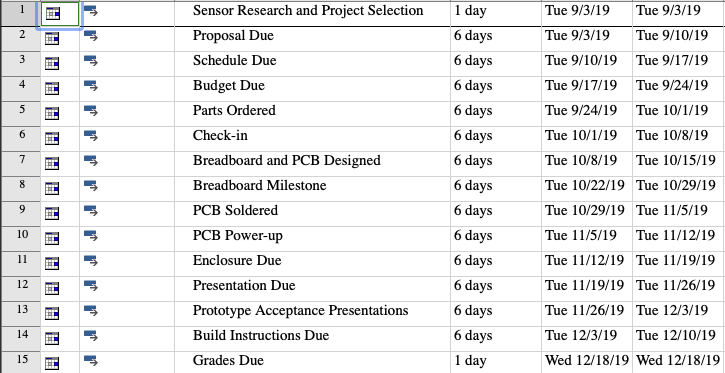 1 Sensor Research and Project Selection 1 day Tue 9/3/19 Tue 9/3/19
2 Proposal Due 6 days Tue 9/3/19 Tue 9/10/19
3 Schedule Due 6 days Tue 9/10/19 Tue 9/17/19
4 Budget Due 6 days Tue 9/17/19 Tue 9/24/19
5 Parts Ordered 6 days Tue 9/24/19 Tue 10/1/19
6 Check-in 6 days Tue 10/1/19 Tue 10/8/19
7 Breadboard and PCB Designed 6 days Tue 10/8/19 Tue 10/15/19
8 Breadboard Milestone 6 days Tue 10/22/19 Tue 10/29/19
9 PCB Soldered 6 days Tue 10/29/19 Tue 11/5/19
10 PCB Power-up 6 days Tue 11/5/19 Tue 11/12/19
11 Enclosure Due 6 days Tue 11/12/19 Tue 11/19/19
12 Presentation Due 6 days Tue 11/19/19 Tue 11/26/19
13 Prototype Acceptance Presentations 6 days Tue 11/26/19 Tue 12/3/19
14 Build Instructions Due 6 days Tue 12/3/19 Tue 12/10/19
15 Grades Due 1 day Wed 12/18/19 Wed 12/18/19